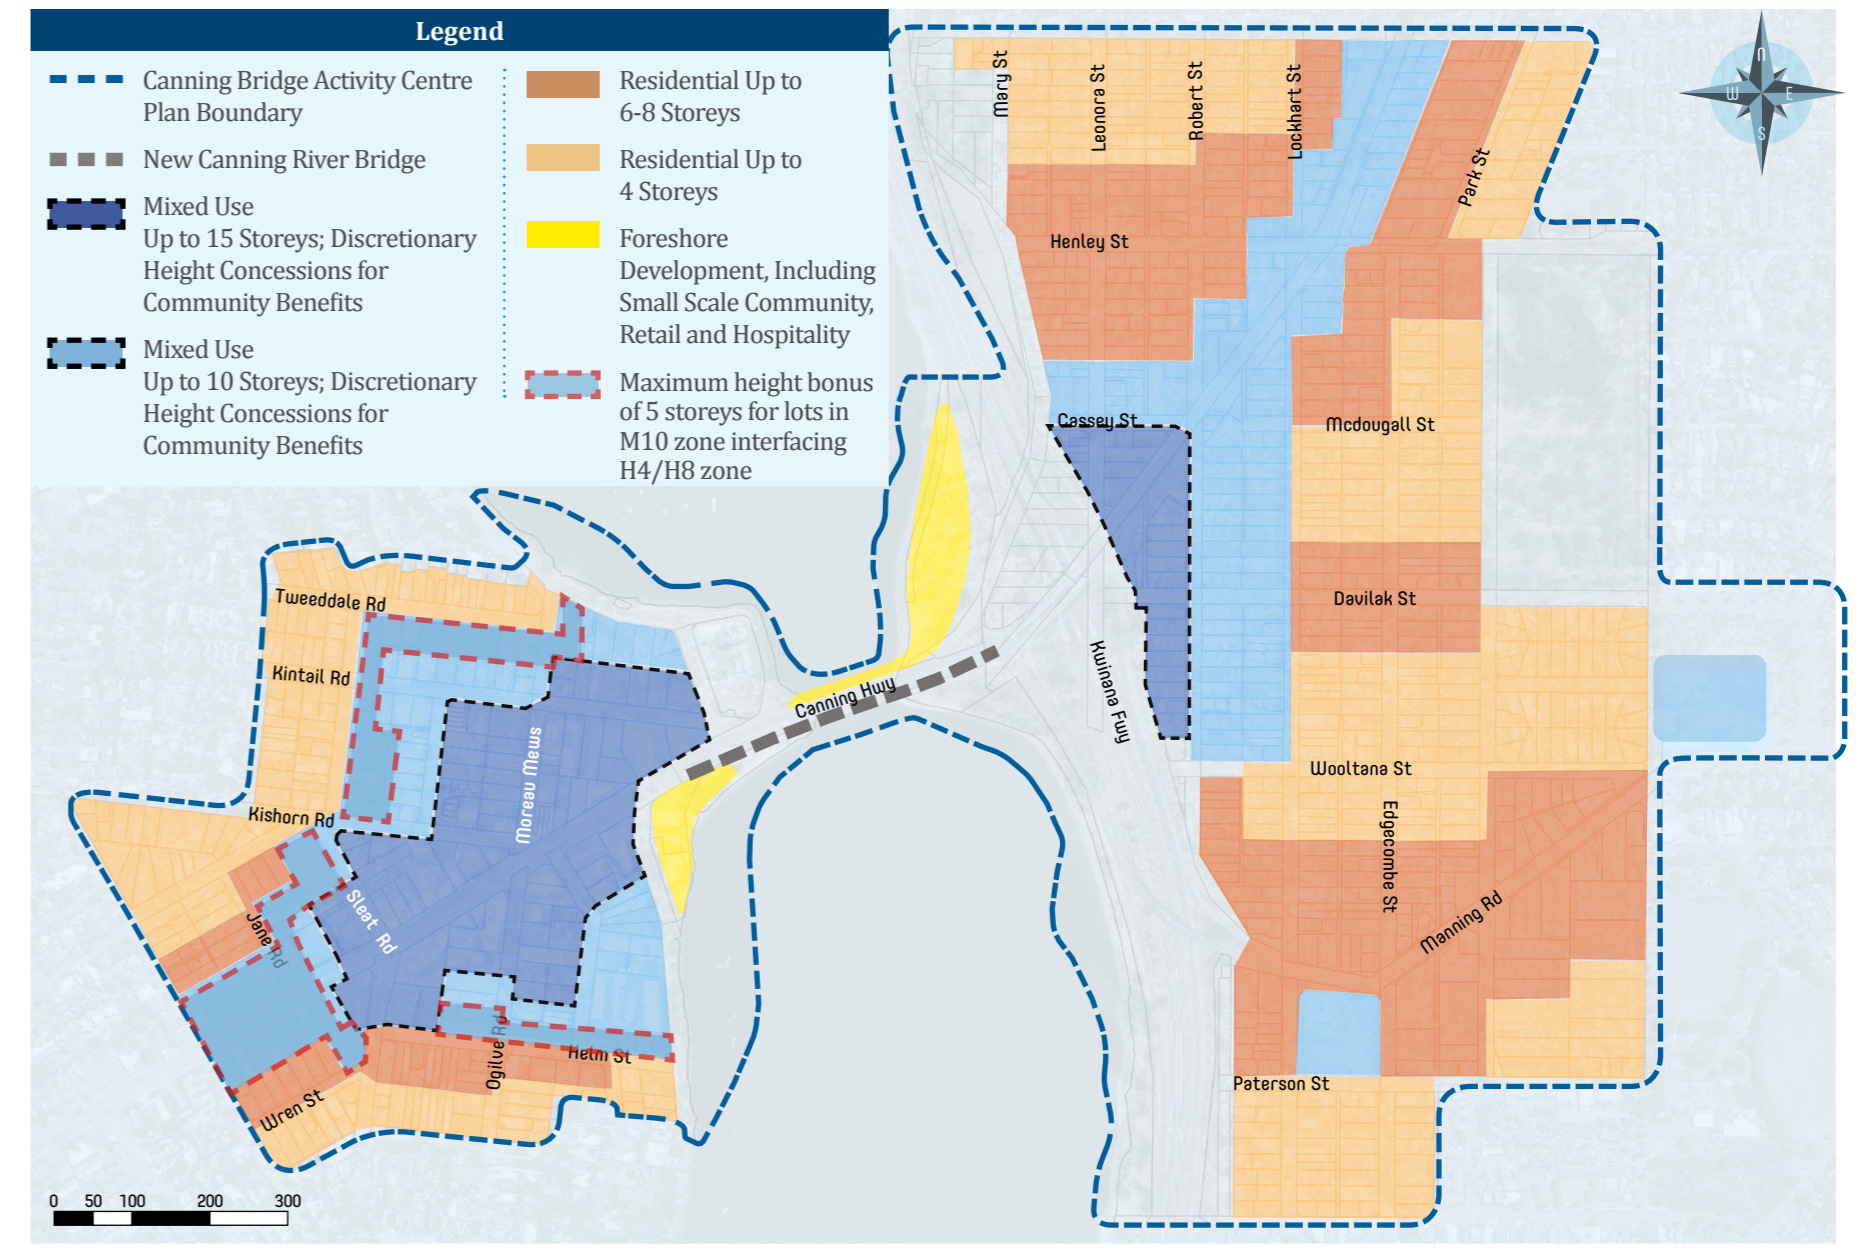 Legend
Canning Bridge Activity Centre
Plan Boundary
New Canning River Bridge
Mixed Use
Up to 15 Storeys; Discretionary
Height Concessions for
Community Benefits
Mixed Use
Up to 10 Storeys; Discretionary
Height Concessions for
Community Benefits
Residential Up to
6-8 Storeys
Residential Up to
4 Storeys
Foreshore
Development, Including
Small Scale Community,
Retail and Hospitality
Maximum height bonus
of 5 storeys for lots in
M10 zone interfacing
H4/H8 zone
N
W
E
S
Mary St
Leonora St
Robert St
Lockhart St
Park St
Henley St
Cassey St
Mcdougall St
Davilak St
Kwinana Fwy
Canning Hwy
Wooltana St
Edgecombe St
Manning Rd
Paterson St
Tweeddale Rd
Kintail Rd
Moreau Mews
Kishorn Rd
Sleat Rd
Jane Rd
Ogilve Rd
Helm St
Wren St
0 50 100 200 300